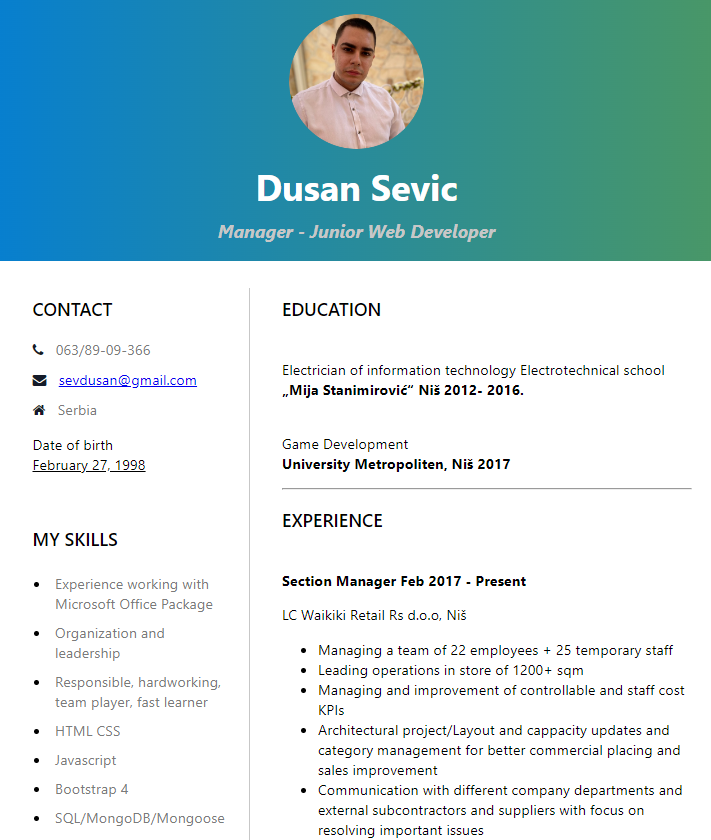 Dusan Sevic
Manager - Junior Web Developer
CONTACT
063/89-09-366
sevdusan@gmail.com
Serbia
Date of birth
February 27, 1998
MY SKILLS
Experience working with
Microsoft Office Package
Organization and
leadership
Responsible, hardworking,
team player, fast learner
HTML CSS
Javascript
Bootstrap 4
SQL/MongoDB/Mongoose
EDUCATION
Electrician of information technology Electrotechnical school
„Mija Stanimirović“ Niš 2012- 2016.
Game Development
University Metropoliten, Niš 2017
EXPERIENCE
Section Manager Feb 2017 - Present
LC Waikiki Retail Rs d.o.o, Niš
Managing a team of 22 employees + 25 temporary staff
Leading operations in store of 1200+ sqm
Managing and improvement of controllable and staff cost
KPIs
Architectural project/Layout and cappacity updates and
category management for better commercial placing and
sales improvement
Communication with different company departments and
external subcontractors and suppliers with focus on
resolving important issues